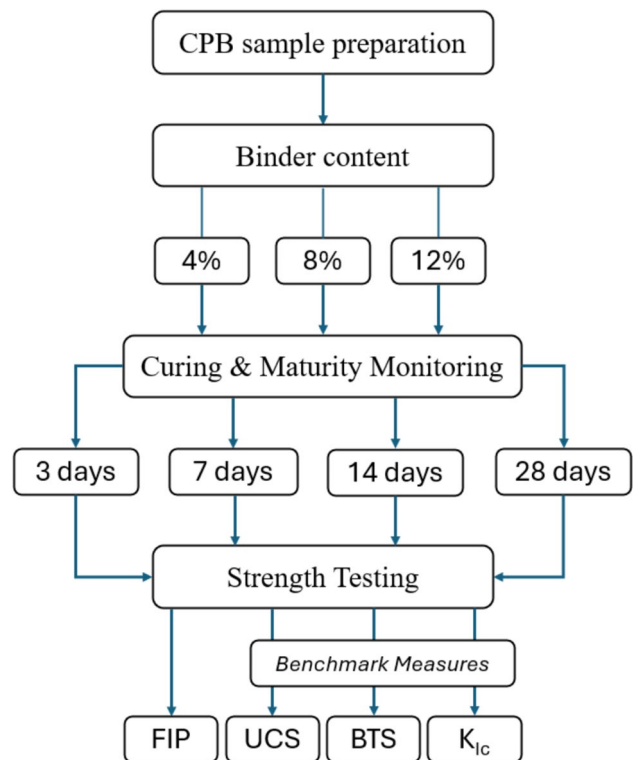 CPB sample preparation
Binder content
4%
8%
12%
Curing & Maturity Monitoring
3 days
7 days
14 days
28 days
Strength Testing
Benchmark Measures
FIP
UCS
BTS
K_Ic